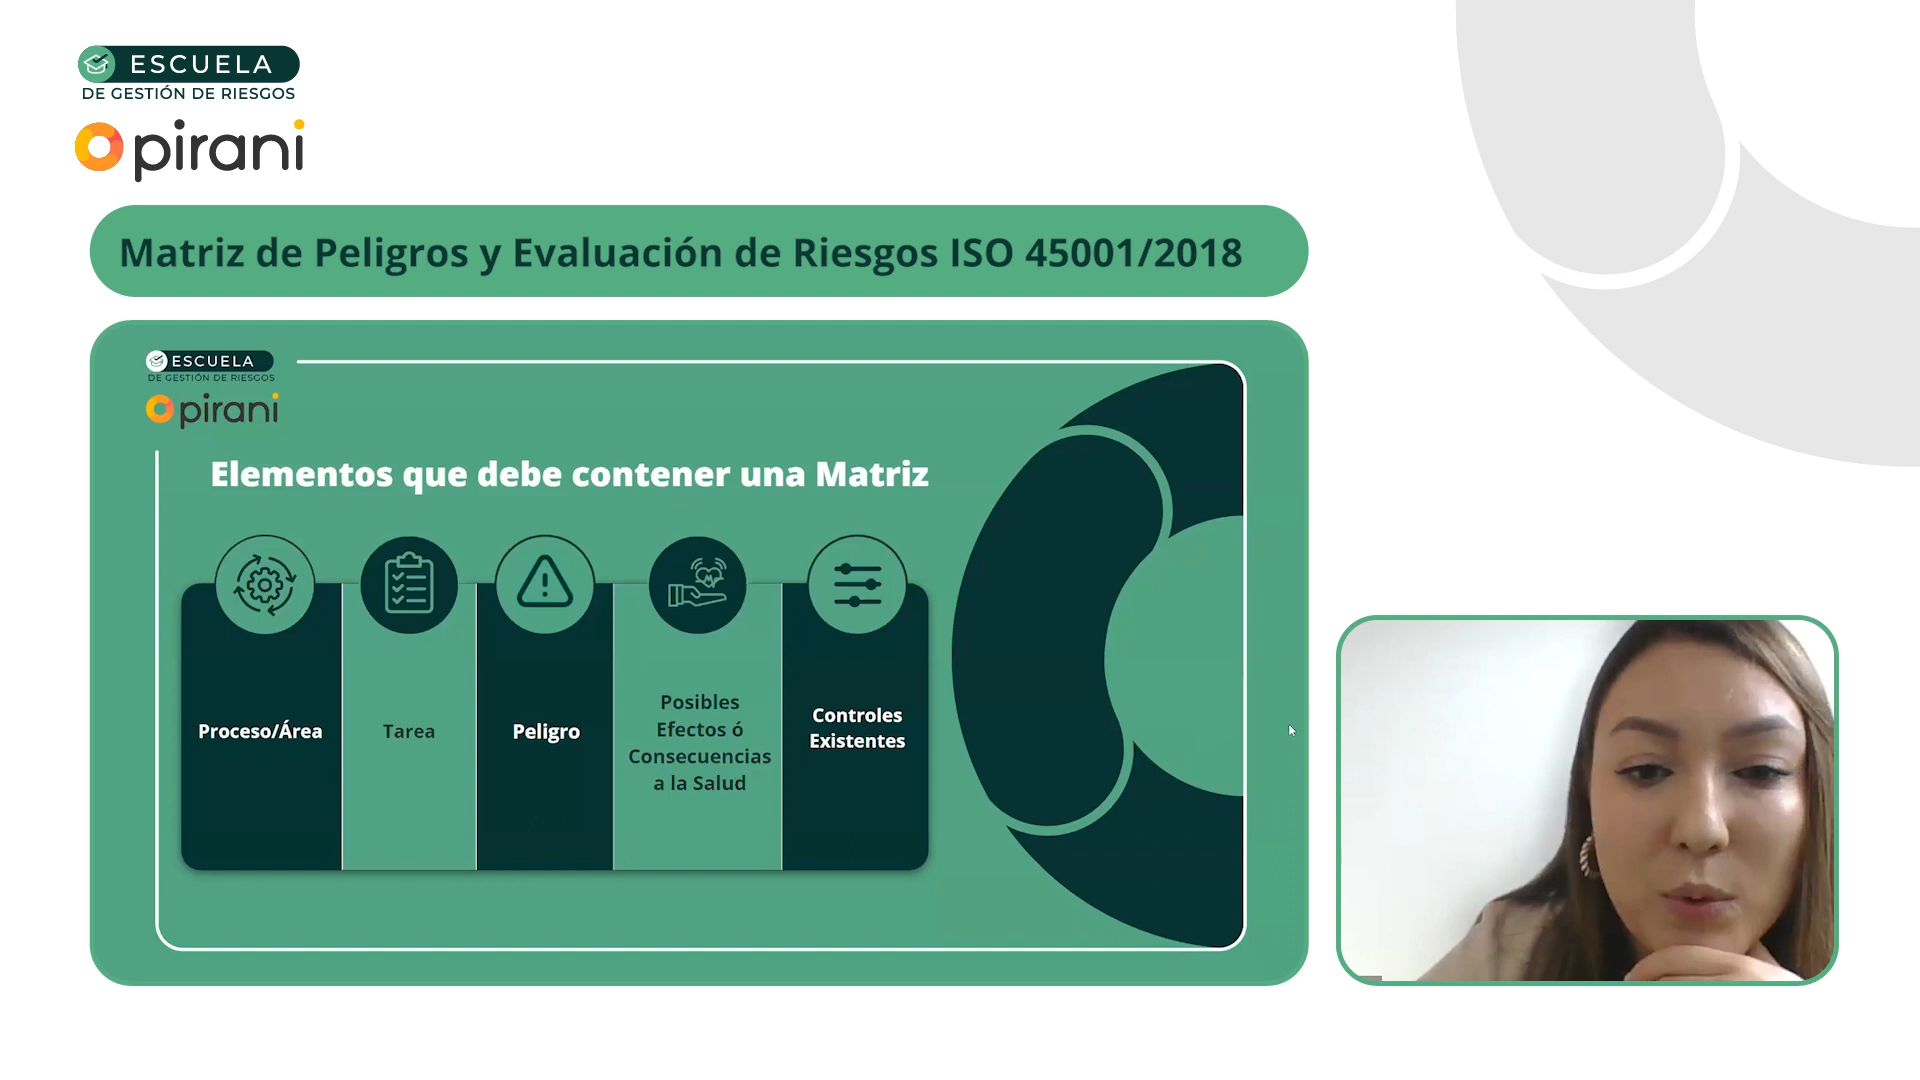 ESCUELA
DE GESTIÓN DE RIESGOS
pirani
Matriz de Peligros y Evaluación de Riesgos ISO 45001/2018
ESCUELA
DE GESTIÓN DE RIESGOS
pirani
Elementos que debe contener una Matriz
Proceso/Área
Tarea
Peligro
Posibles
Efectos ó
Consecuencias
a la Salud
Controles
Existentes